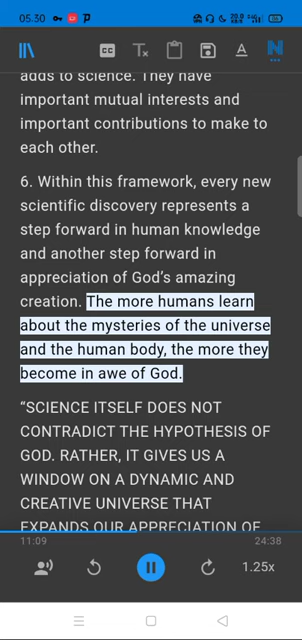 05.30
CC
adds to science. They have
important mutual interests and
important contributions to make to
each other.
6. Within this framework, every new
scientific discovery represents a
step forward in human knowledge
and another step forward in
appreciation of God’s amazing
creation. The more humans learn
about the mysteries of the universe
and the human body, the more they
become in awe of God.
“SCIENCE ITSELF DOES NOT
CONTRADICT THE HYPOTHESIS OF
GOD. RATHER, IT GIVES US A
WINDOW ON A DYNAMIC AND
CREATIVE UNIVERSE THAT
EXPANDS OUR APPRECIATION OF
11:09
24:38
1.25x